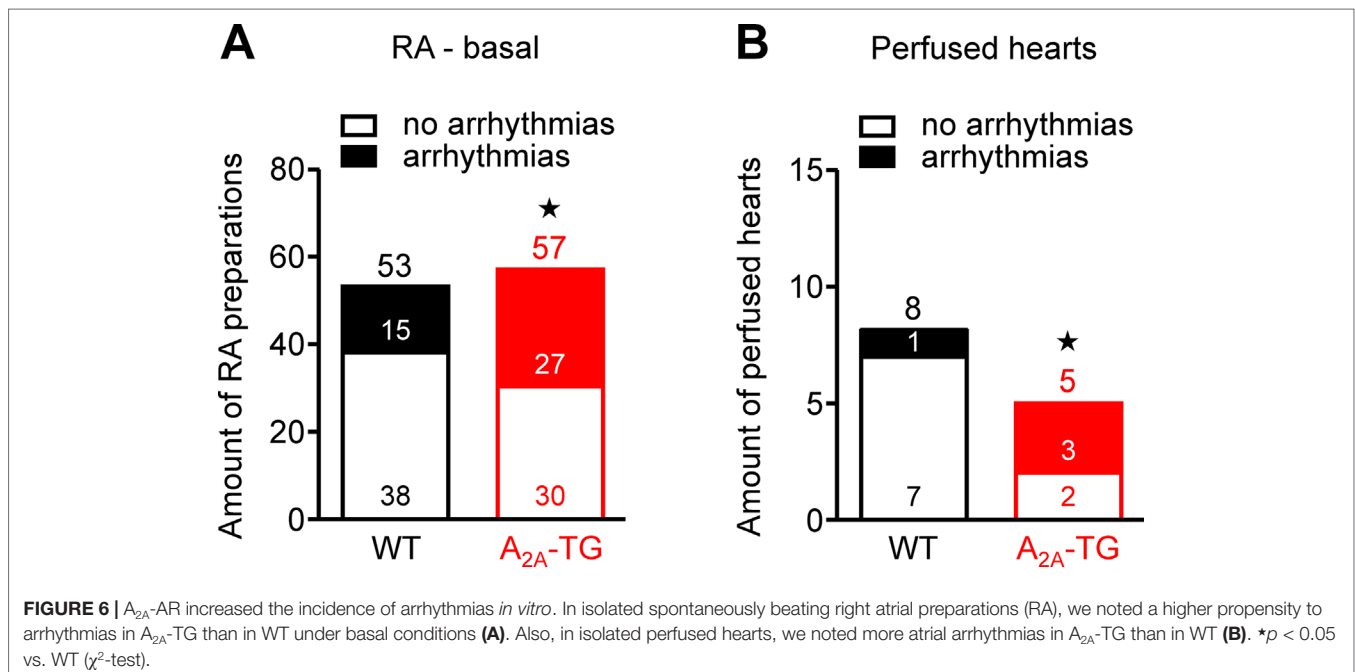 A RA - basal
no arrhythmias
arrhythmias
Amount of RA preparations
80
60
40
20
0
53
15
38
★
57
27
30
WT A₂A-TG
B Perfused hearts
no arrhythmias
arrhythmias
Amount of perfused hearts
15
10
5
0
8
1
7
★
5
3
2
WT A₂A-TG
FIGURE 6 | A₂A-AR increased the incidence of arrhythmias in vitro. In isolated spontaneously beating right atrial preparations (RA), we noted a higher propensity to
arrhythmias in A₂A-TG than in WT under basal conditions (A). Also, in isolated perfused hearts, we noted more atrial arrhythmias in A₂A-TG than in WT (B). ★p < 0.05
vs. WT (χ²-test).